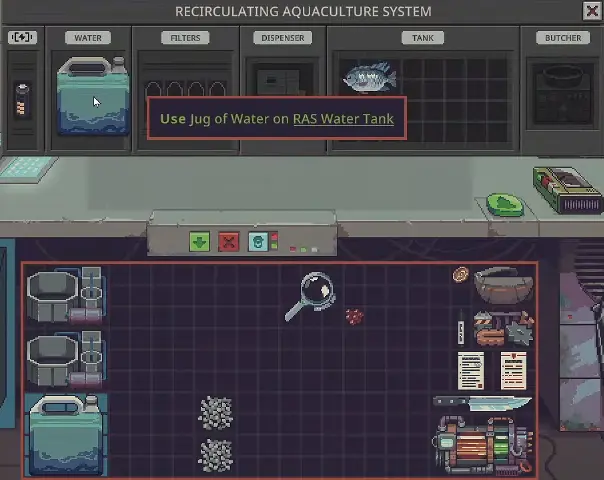 RECIRCULATING AQUACULTURE SYSTEM
WATER
FILTERS
DISPENSER
TANK
BUTCHER
Use Jug of Water on RAS Water Tank